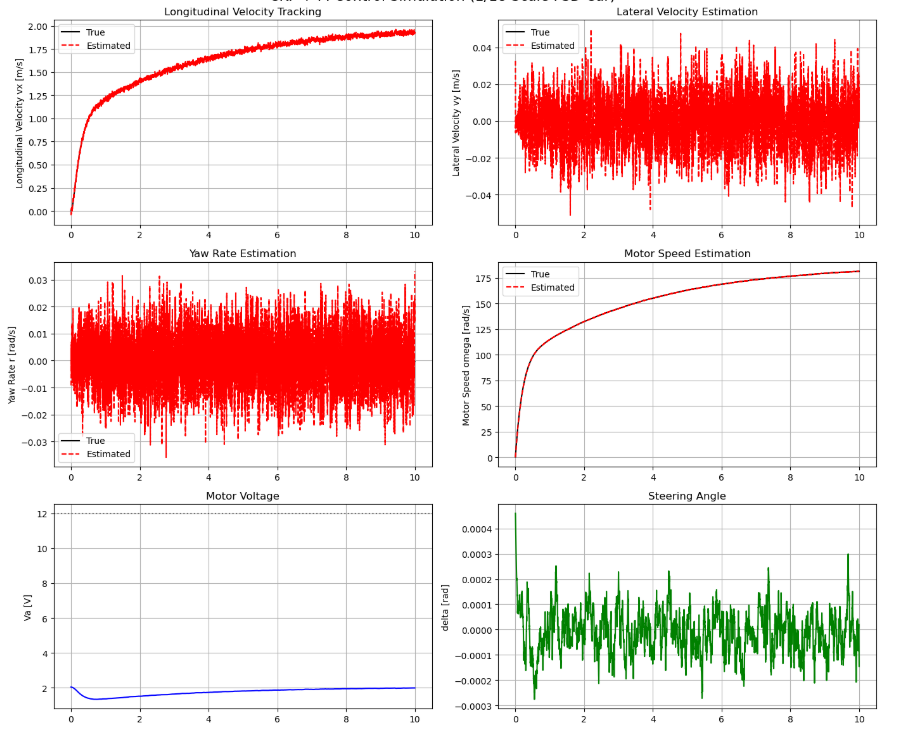 Longitudinal Velocity Tracking
Longitudinal Velocity vx [m/s]
2.00
1.75
1.50
1.25
1.00
0.75
0.50
0.25
0.00
True
Estimated
0 2 4 6 8 10
Lateral Velocity Estimation
Lateral Velocity vy [m/s]
0.04
0.02
0.00
−0.02
−0.04
True
Estimated
0 2 4 6 8 10
Yaw Rate Estimation
Yaw Rate r [rad/s]
0.03
0.02
0.01
0.00
−0.01
−0.02
−0.03
True
Estimated
0 2 4 6 8 10
Motor Speed Estimation
Motor Speed omega [rad/s]
175
150
125
100
75
50
25
0
True
Estimated
0 2 4 6 8 10
Motor Voltage
Va [V]
12
10
8
6
4
2
0 2 4 6 8 10
Steering Angle
delta [rad]
0.0004
0.0003
0.0002
0.0001
0.0000
−0.0001
−0.0002
−0.0003
0 2 4 6 8 10